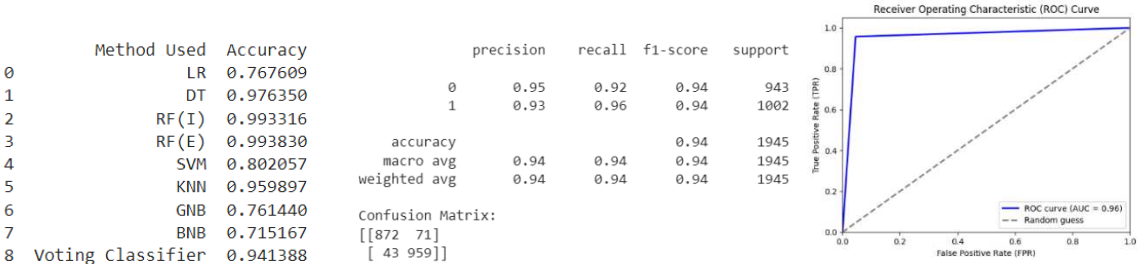 Method Used Accuracy
0 LR 0.767609
1 DT 0.976350
2 RF(I) 0.993316
3 RF(E) 0.993830
4 SVM 0.802057
5 KNN 0.959897
6 GNB 0.761440
7 BNB 0.715167
8 Voting Classifier 0.941388
precision recall f1-score support
0 0.95 0.92 0.94 943
1 0.93 0.96 0.94 1002
accuracy 0.94 1945
macro avg 0.94 0.94 0.94 1945
weighted avg 0.94 0.94 0.94 1945
Confusion Matrix:
[[872 71]
[ 43 959]]
Receiver Operating Characteristic (ROC) Curve
True Positive Rate (TPR)
1.0
0.8
0.6
0.4
0.2
0.0
ROC curve (AUC = 0.96)
Random guess
0.0 0.2 0.4 0.6 0.8 1.0
False Positive Rate (FPR)